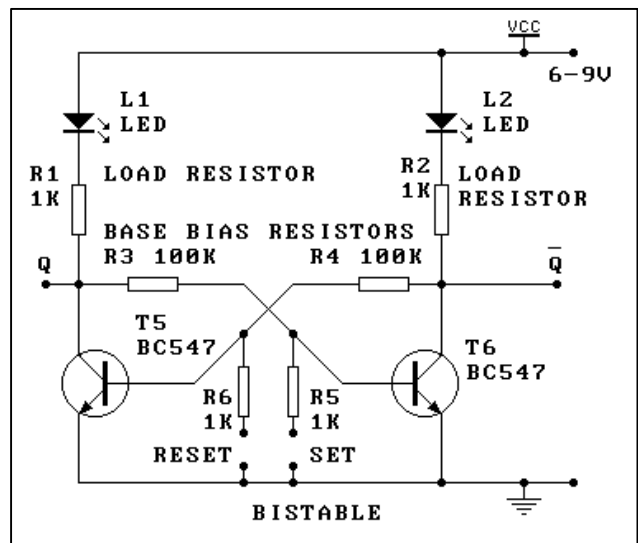 VCC
6-9V
L1
LED
L2
LED
R1
1K
LOAD RESISTOR
R2
1K
LOAD
RESISTOR
BASE BIAS RESISTORS
R3 100K
R4 100K
Q
Q̅
T5
BC547
T6
BC547
R6
1K
R5
1K
RESET
SET
BISTABLE